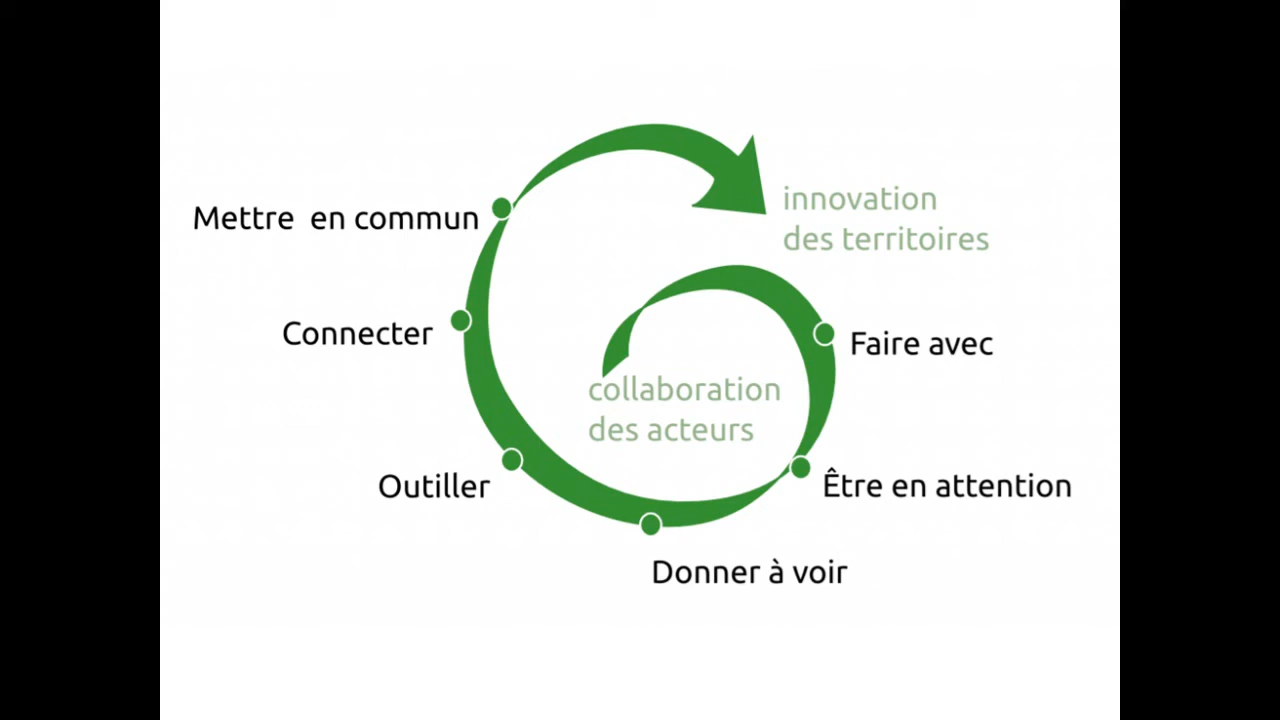 innovation
des territoires
Mettre en commun
Connecter
Faire avec
collaboration
des acteurs
Outiller
Être en attention
Donner à voir